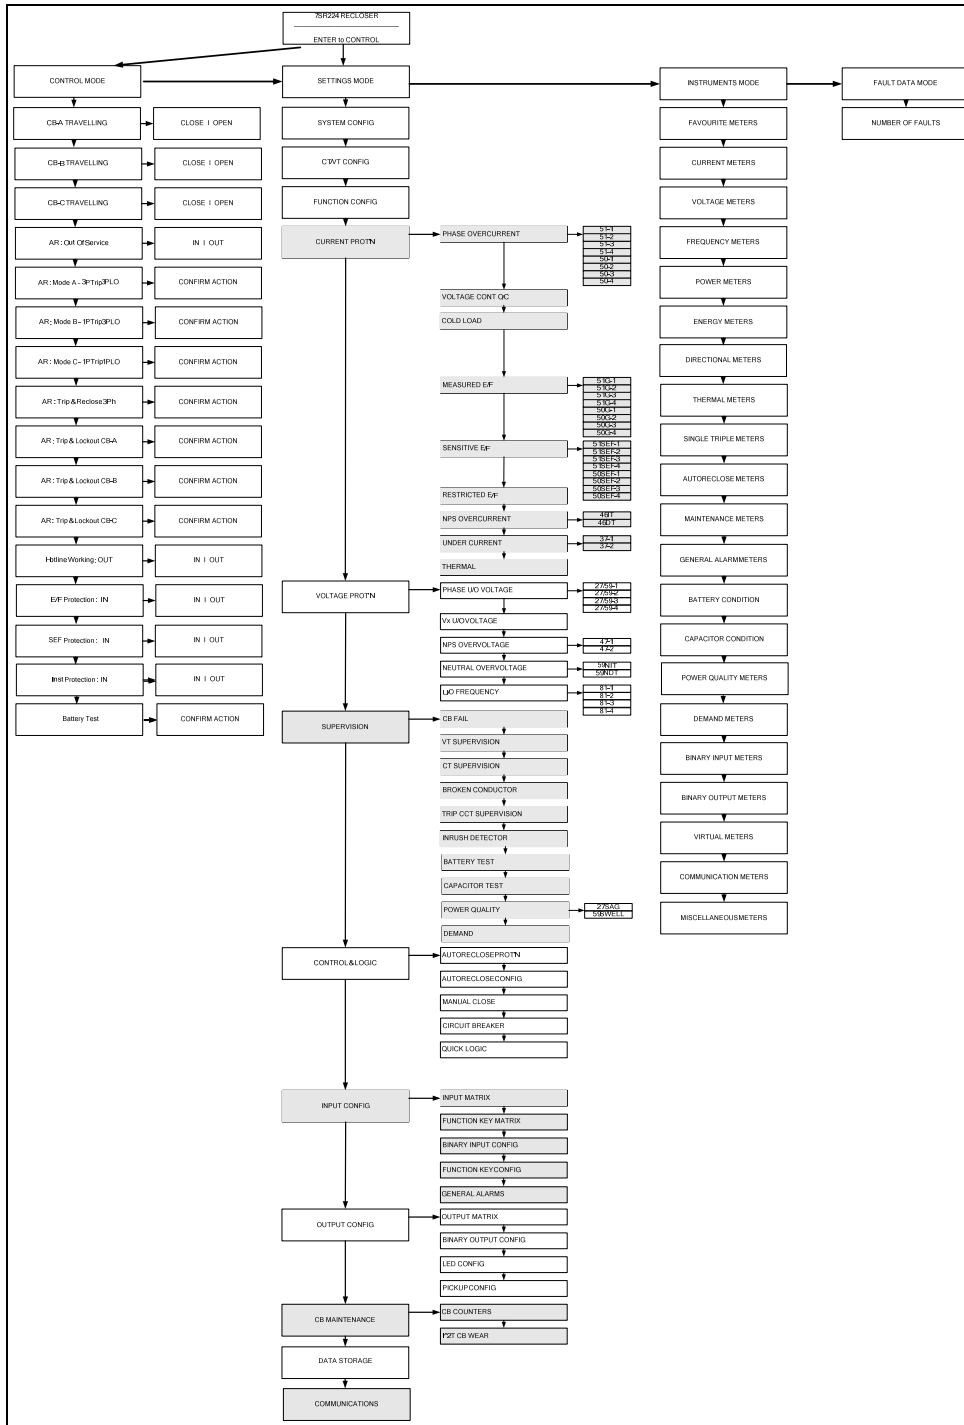 7SR224 RECLOSER
ENTER to CONTROL
CONTROL MODE
CB-A TRAVELLING
CLOSE I OPEN
CB-B TRAVELLING
CLOSE I OPEN
CB-C TRAVELLING
CLOSE I OPEN
AR: Out Of Service
IN I OUT
AR: Mode A - 3PTrip3PLO
CONFIRM ACTION
AR: Mode B - 1PTrip3PLO
CONFIRM ACTION
AR: Mode C - 1PTrip1PLO
CONFIRM ACTION
AR: Trip & Reclose 3Ph
CONFIRM ACTION
AR: Trip & Lockout CB-A
CONFIRM ACTION
AR: Trip & Lockout CB-B
CONFIRM ACTION
AR: Trip & Lockout CB-C
CONFIRM ACTION
Hotline Working: OUT
IN I OUT
E/F Protection: IN
IN I OUT
SEF Protection: IN
IN I OUT
Inst Protection: IN
IN I OUT
Battery Test
CONFIRM ACTION
SETTINGS MODE
SYSTEM CONFIG
CT/VT CONFIG
FUNCTION CONFIG
CURRENT PROT'N
PHASE OVERCURRENT
51-1
51-2
51-3
51-4
50-1
50-2
50-3
50-4
VOLTAGE CONT O/C
COLD LOAD
MEASURED E/F
51G-1
51G-2
51G-3
51G-4
50G-1
50G-2
50G-3
50G-4
SENSITIVE E/F
51SEF-1
51SEF-2
51SEF-3
51SEF-4
50SEF-1
50SEF-2
50SEF-3
50SEF-4
RESTRICTED E/F
NPS OVERCURRENT
46IT
46DT
UNDER CURRENT
37-1
37-2
THERMAL
VOLTAGE PROT'N
PHASE U/O VOLTAGE
27/59-1
27/59-2
27/59-3
27/59-4
Vx U/O VOLTAGE
NPS OVERVOLTAGE
47-1
47-2
NEUTRAL OVERVOLTAGE
59NIT
59NDT
U/O FREQUENCY
81-1
81-2
81-3
81-4
SUPERVISION
CB FAIL
VT SUPERVISION
CT SUPERVISION
BROKEN CONDUCTOR
TRIP CCT SUPERVISION
INRUSH DETECTOR
BATTERY TEST
CAPACITOR TEST
POWER QUALITY
27SAG
59SWELL
DEMAND
CONTROL & LOGIC
AUTORECLOSE PROT'N
AUTORECLOSE CONFIG
MANUAL CLOSE
CIRCUIT BREAKER
QUICK LOGIC
INPUT CONFIG
INPUT MATRIX
FUNCTION KEY MATRIX
BINARY INPUT CONFIG
FUNCTION KEY CONFIG
GENERAL ALARMS
OUTPUT CONFIG
OUTPUT MATRIX
BINARY OUTPUT CONFIG
LED CONFIG
PICKUP CONFIG
CB MAINTENANCE
CB COUNTERS
I^2T CB WEAR
DATA STORAGE
COMMUNICATIONS
INSTRUMENTS MODE
FAVOURITE METERS
CURRENT METERS
VOLTAGE METERS
FREQUENCY METERS
POWER METERS
ENERGY METERS
DIRECTIONAL METERS
THERMAL METERS
SINGLE TRIPLE METERS
AUTORECLOSE METERS
MAINTENANCE METERS
GENERAL ALARM METERS
BATTERY CONDITION
CAPACITOR CONDITION
POWER QUALITY METERS
DEMAND METERS
BINARY INPUT METERS
BINARY OUTPUT METERS
VIRTUAL METERS
COMMUNICATION METERS
MISCELLANEOUS METERS
FAULT DATA MODE
NUMBER OF FAULTS